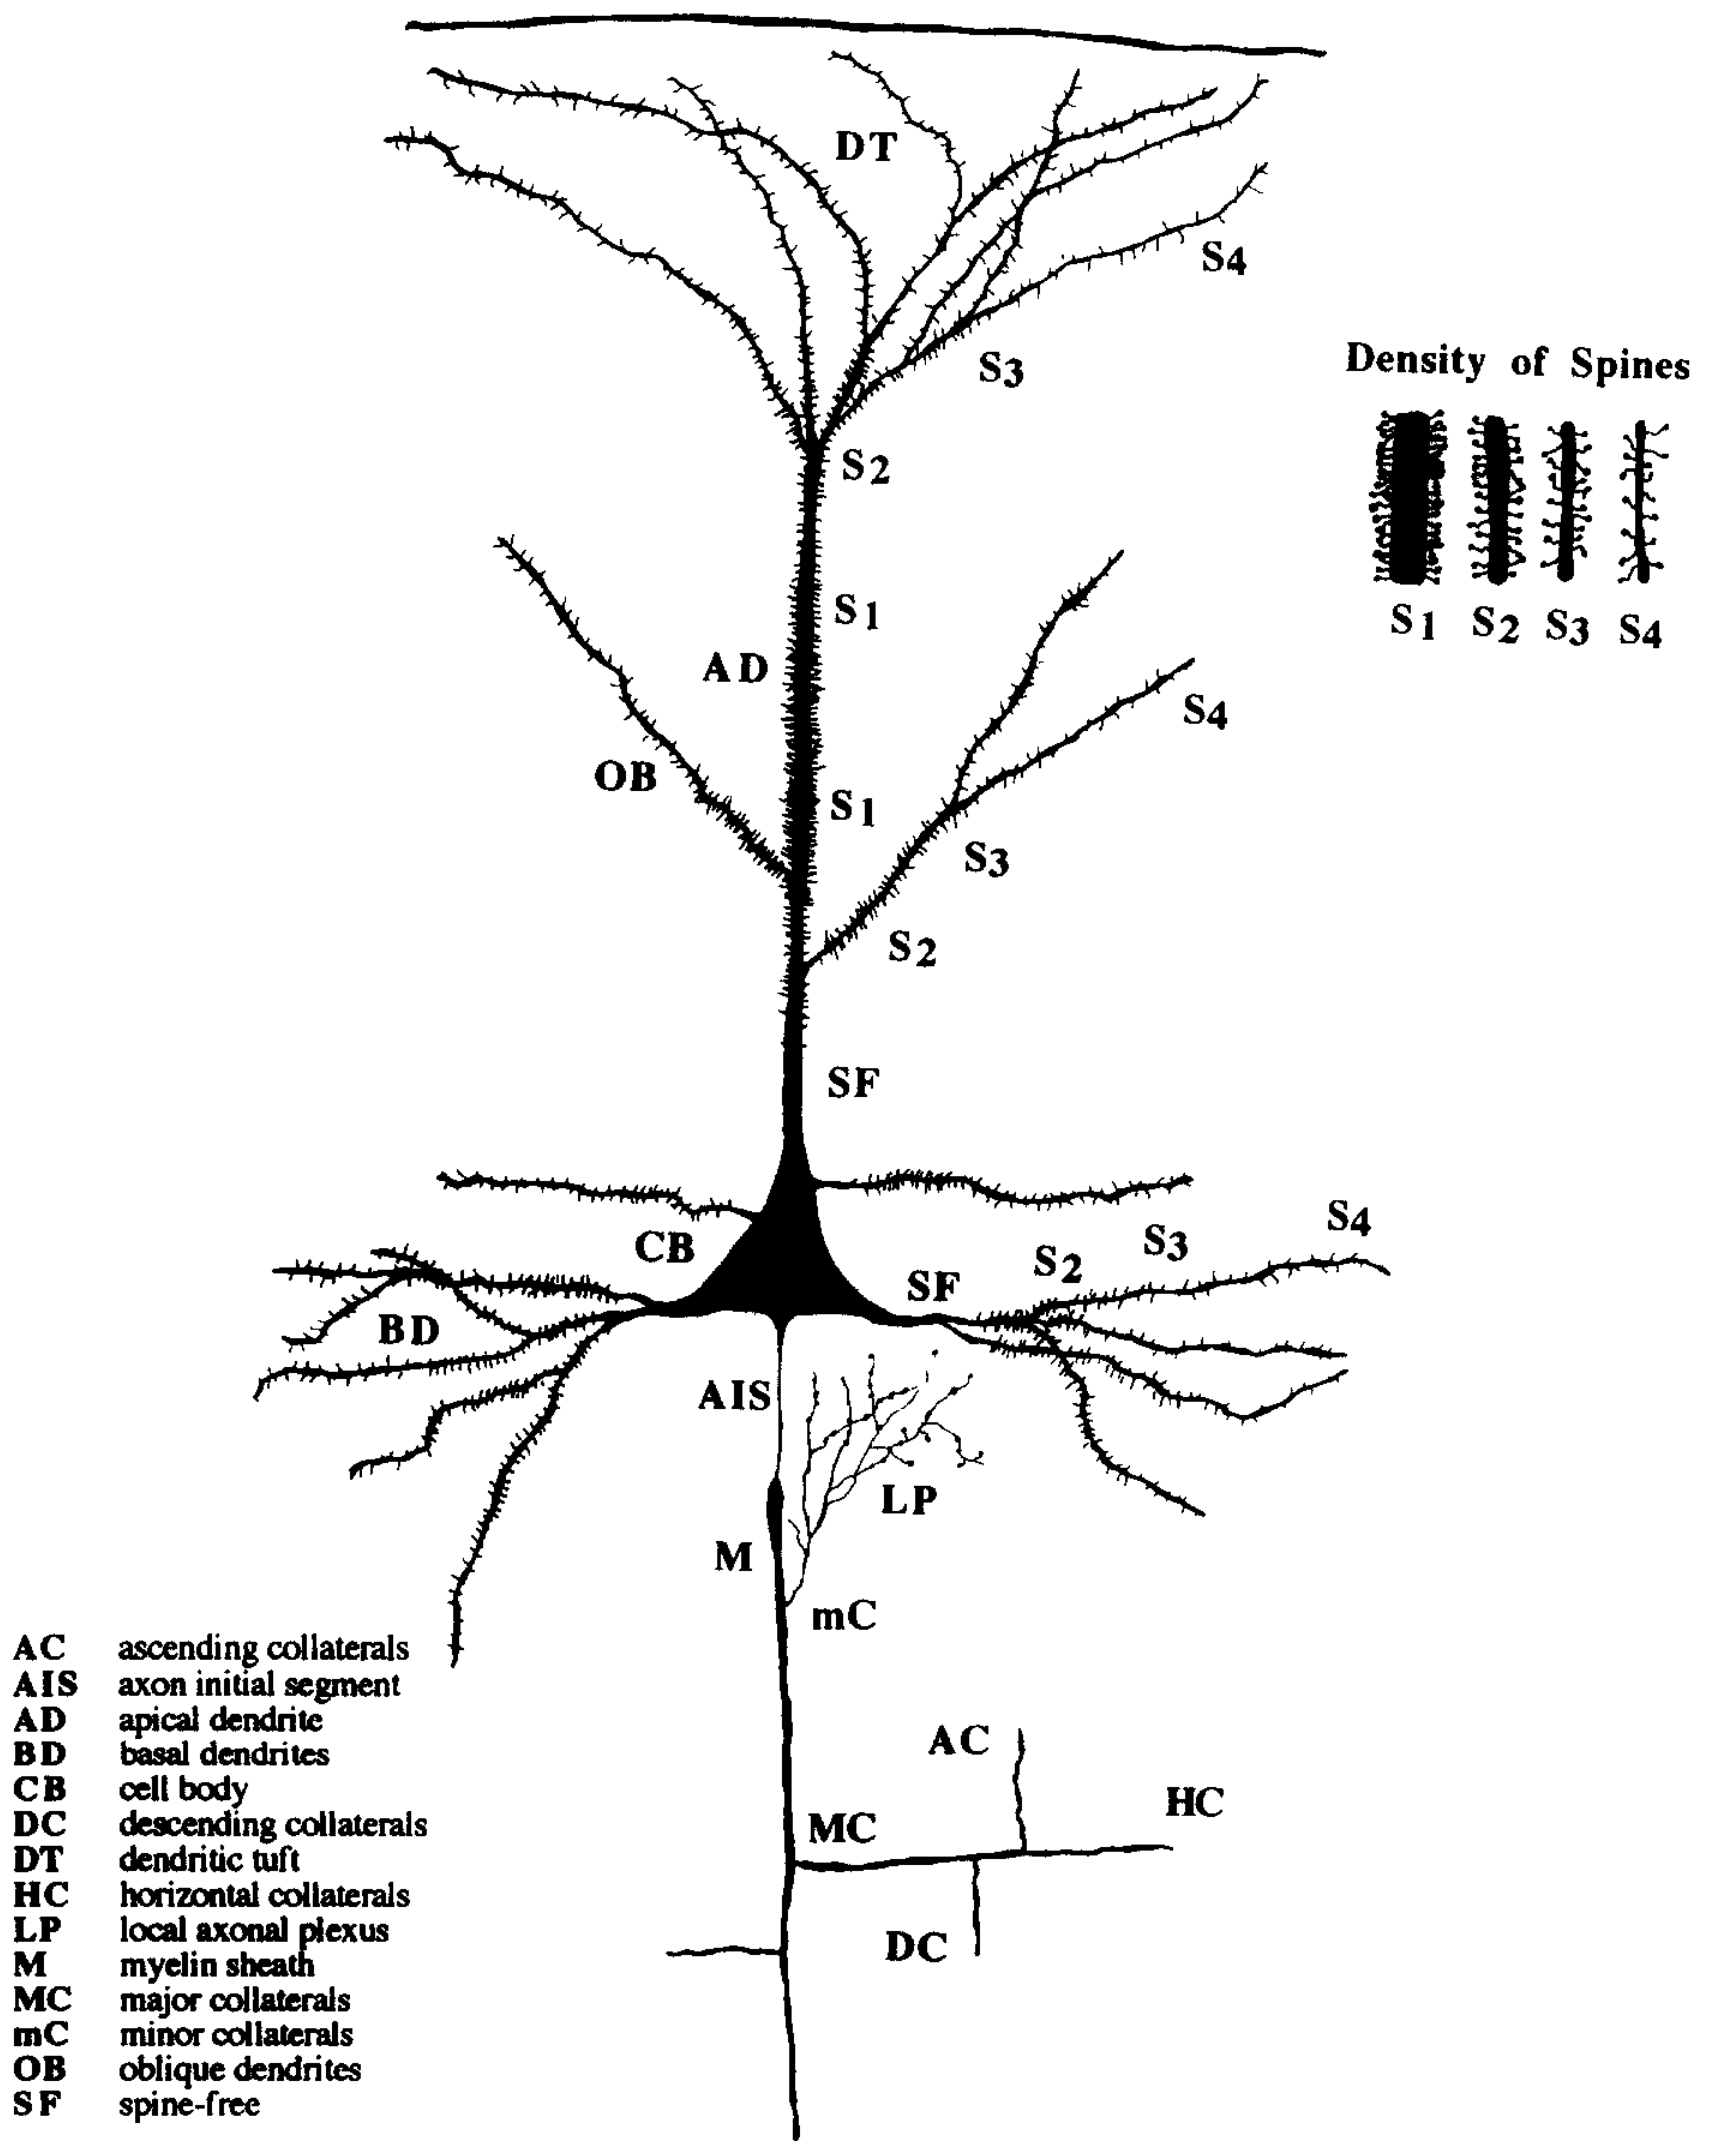 DT
S4
S3
Density of Spines
S2
S1 S2 S3 S4
S1
AD
S4
OB
S1
S3
S2
SF
S4
S3
CB
S2
SF
BD
AIS
LP
M
mC
AC ascending collaterals
AIS axon initial segment
AD apical dendrite
BD basal dendrites
CB cell body
DC descending collaterals
DT dendritic tuft
HC horizontal collaterals
LP local axonal plexus
M myelin sheath
MC major collaterals
mC minor collaterals
OB oblique dendrites
SF spine-free
AC
HC
MC
DC